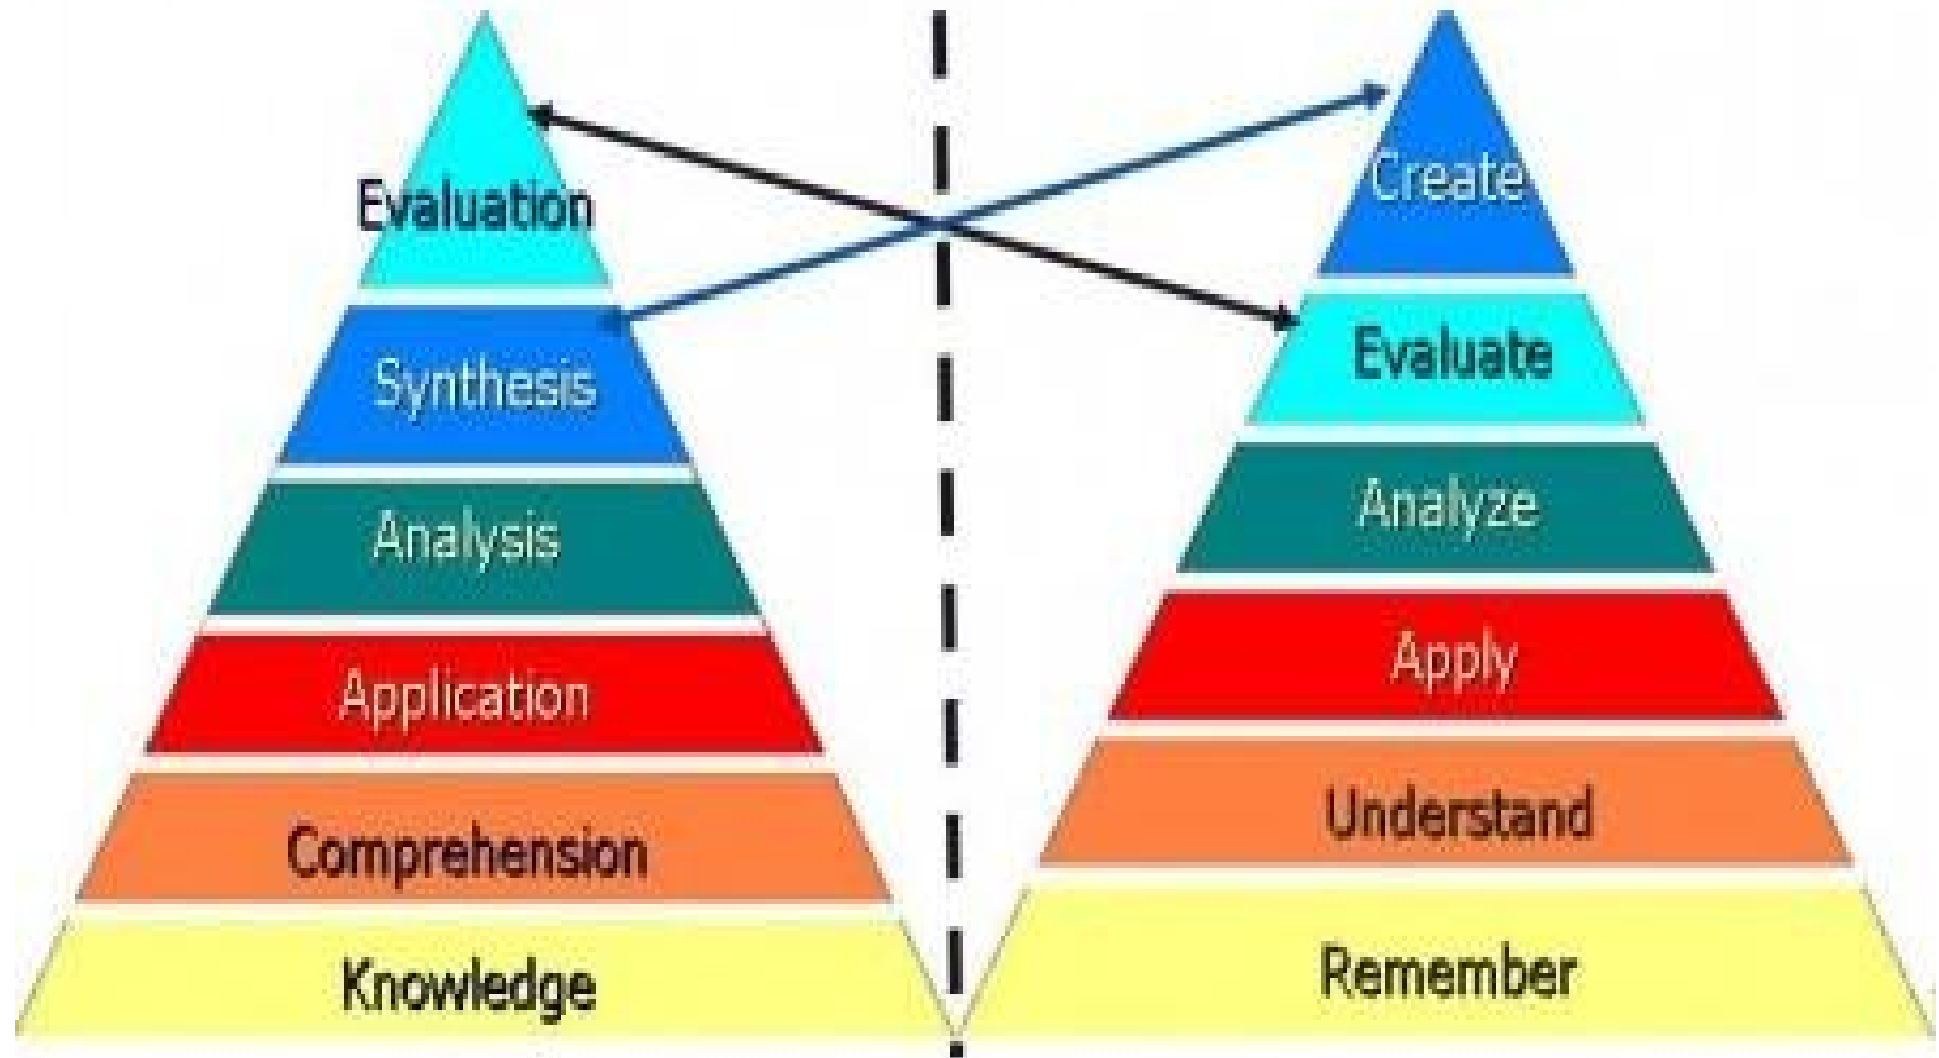 Evaluation
Synthesis
Analysis
Application
Comprehension
Knowledge
Create
Evaluate
Analyze
Apply
Understand
Remember